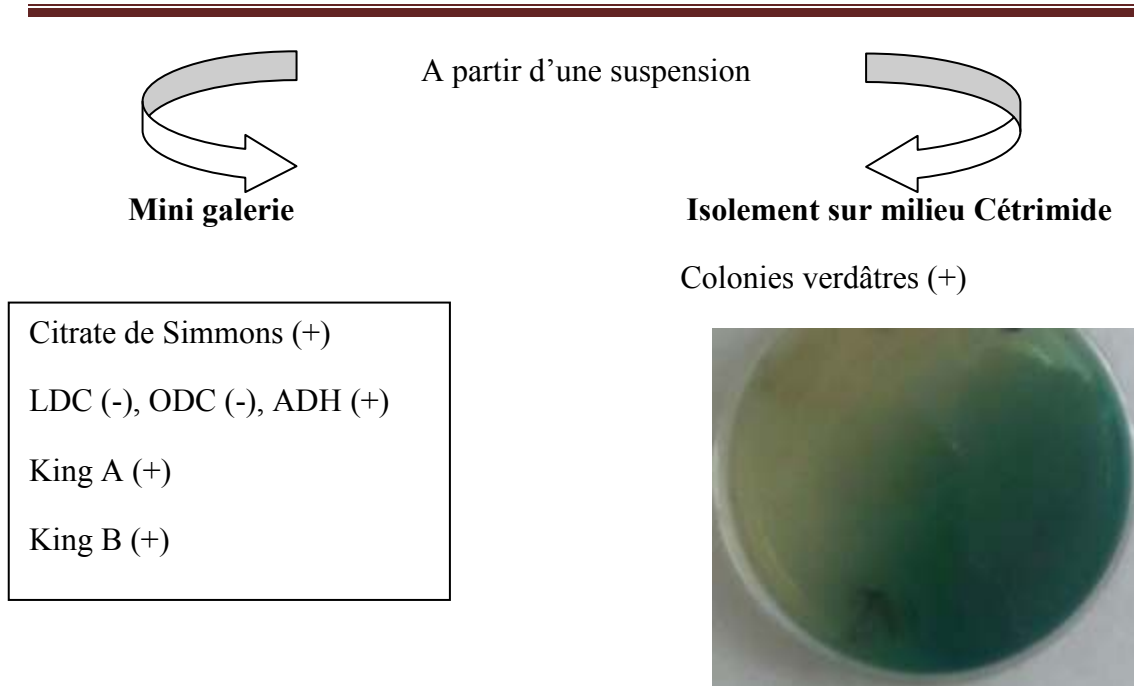 A partir d’une suspension
Mini galerie
Isolement sur milieu Cétrimide
Colonies verdâtres (+)
Citrate de Simmons (+)
LDC (-), ODC (-), ADH (+)
King A (+)
King B (+)